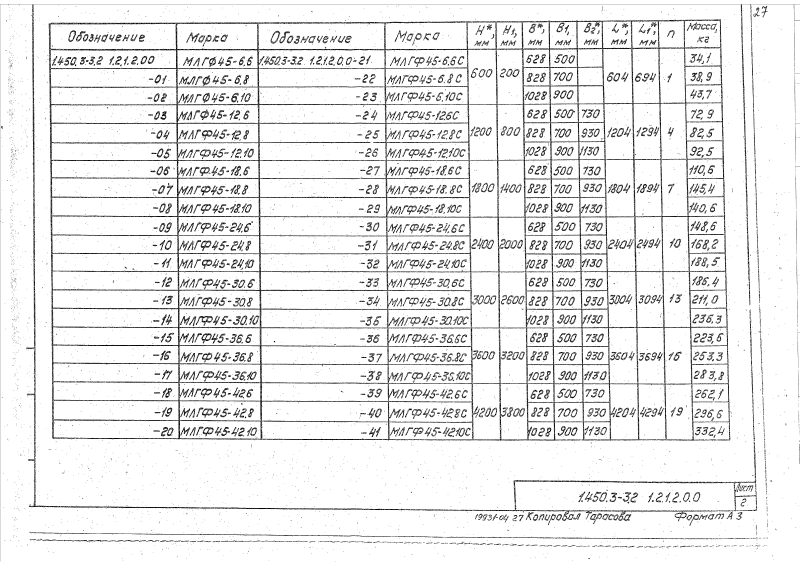 27
Обозначение Марка Обозначение Марка H*, мм H1, мм B*, мм B1, мм B2*, мм L*, мм L1*, мм n Масса, кг
1.450.3-3.2 1.2.1.2.00 МЛГФ45-6,6 1.450.3-3.2 1.2.1.2.0.0-21 МЛГФ45-6,6С 600 200 628 500 604 694 1 34,1
-01 МЛГФ45-6,8 -22 МЛГФ45-6,8С 828 700 38,9
-02 МЛГФ45-6,10 -23 МЛГФ45-6,10С 1028 900 43,7
-03 МЛГФ45-12,6 -24 МЛГФ45-12,6С 1200 800 628 500 730 1204 1294 4 72,9
-04 МЛГФ45-12,8 -25 МЛГФ45-12,8С 828 700 930 82,5
-05 МЛГФ45-12,10 -26 МЛГФ45-12,10С 1028 900 1130 92,5
-06 МЛГФ45-18,6 -27 МЛГФ45-18,6С 1800 1400 628 500 730 1804 1894 7 110,6
-07 МЛГФ45-18,8 -28 МЛГФ45-18,8С 828 700 930 145,4
-08 МЛГФ45-18,10 -29 МЛГФ45-18,10С 1028 900 1130 140,6
-09 МЛГФ45-24,6 -30 МЛГФ45-24,6С 2400 2000 628 500 730 2404 2494 10 148,6
-10 МЛГФ45-24,8 -31 МЛГФ45-24,8С 828 700 930 168,2
-11 МЛГФ45-24,10 -32 МЛГФ45-24,10С 1028 900 1130 188,5
-12 МЛГФ45-30,6 -33 МЛГФ45-30,6С 3000 2600 628 500 730 3004 3094 13 186,4
-13 МЛГФ45-30,8 -34 МЛГФ45-30,8С 828 700 930 211,0
-14 МЛГФ45-30,10 -35 МЛГФ45-30,10С 1028 900 1130 236,3
-15 МЛГФ45-36,6 -36 МЛГФ45-36,6С 3600 3200 628 500 730 3604 3694 16 223,6
-16 МЛГФ45-36,8 -37 МЛГФ45-36,8С 828 700 930 253,3
-17 МЛГФ45-36,10 -38 МЛГФ45-36,10С 1028 900 1130 283,8
-18 МЛГФ45-42,6 -39 МЛГФ45-42,6С 4200 3800 628 500 730 4204 4294 19 262,1
-19 МЛГФ45-42,8 -40 МЛГФ45-42,8С 828 700 930 296,6
-20 МЛГФ45-42,10 -41 МЛГФ45-42,10С 1028 900 1130 332,4
1.450.3-3.2 1.2.1.2.0.0
Лист
2
19931-04 27 Копировал Тарасова Формат А3